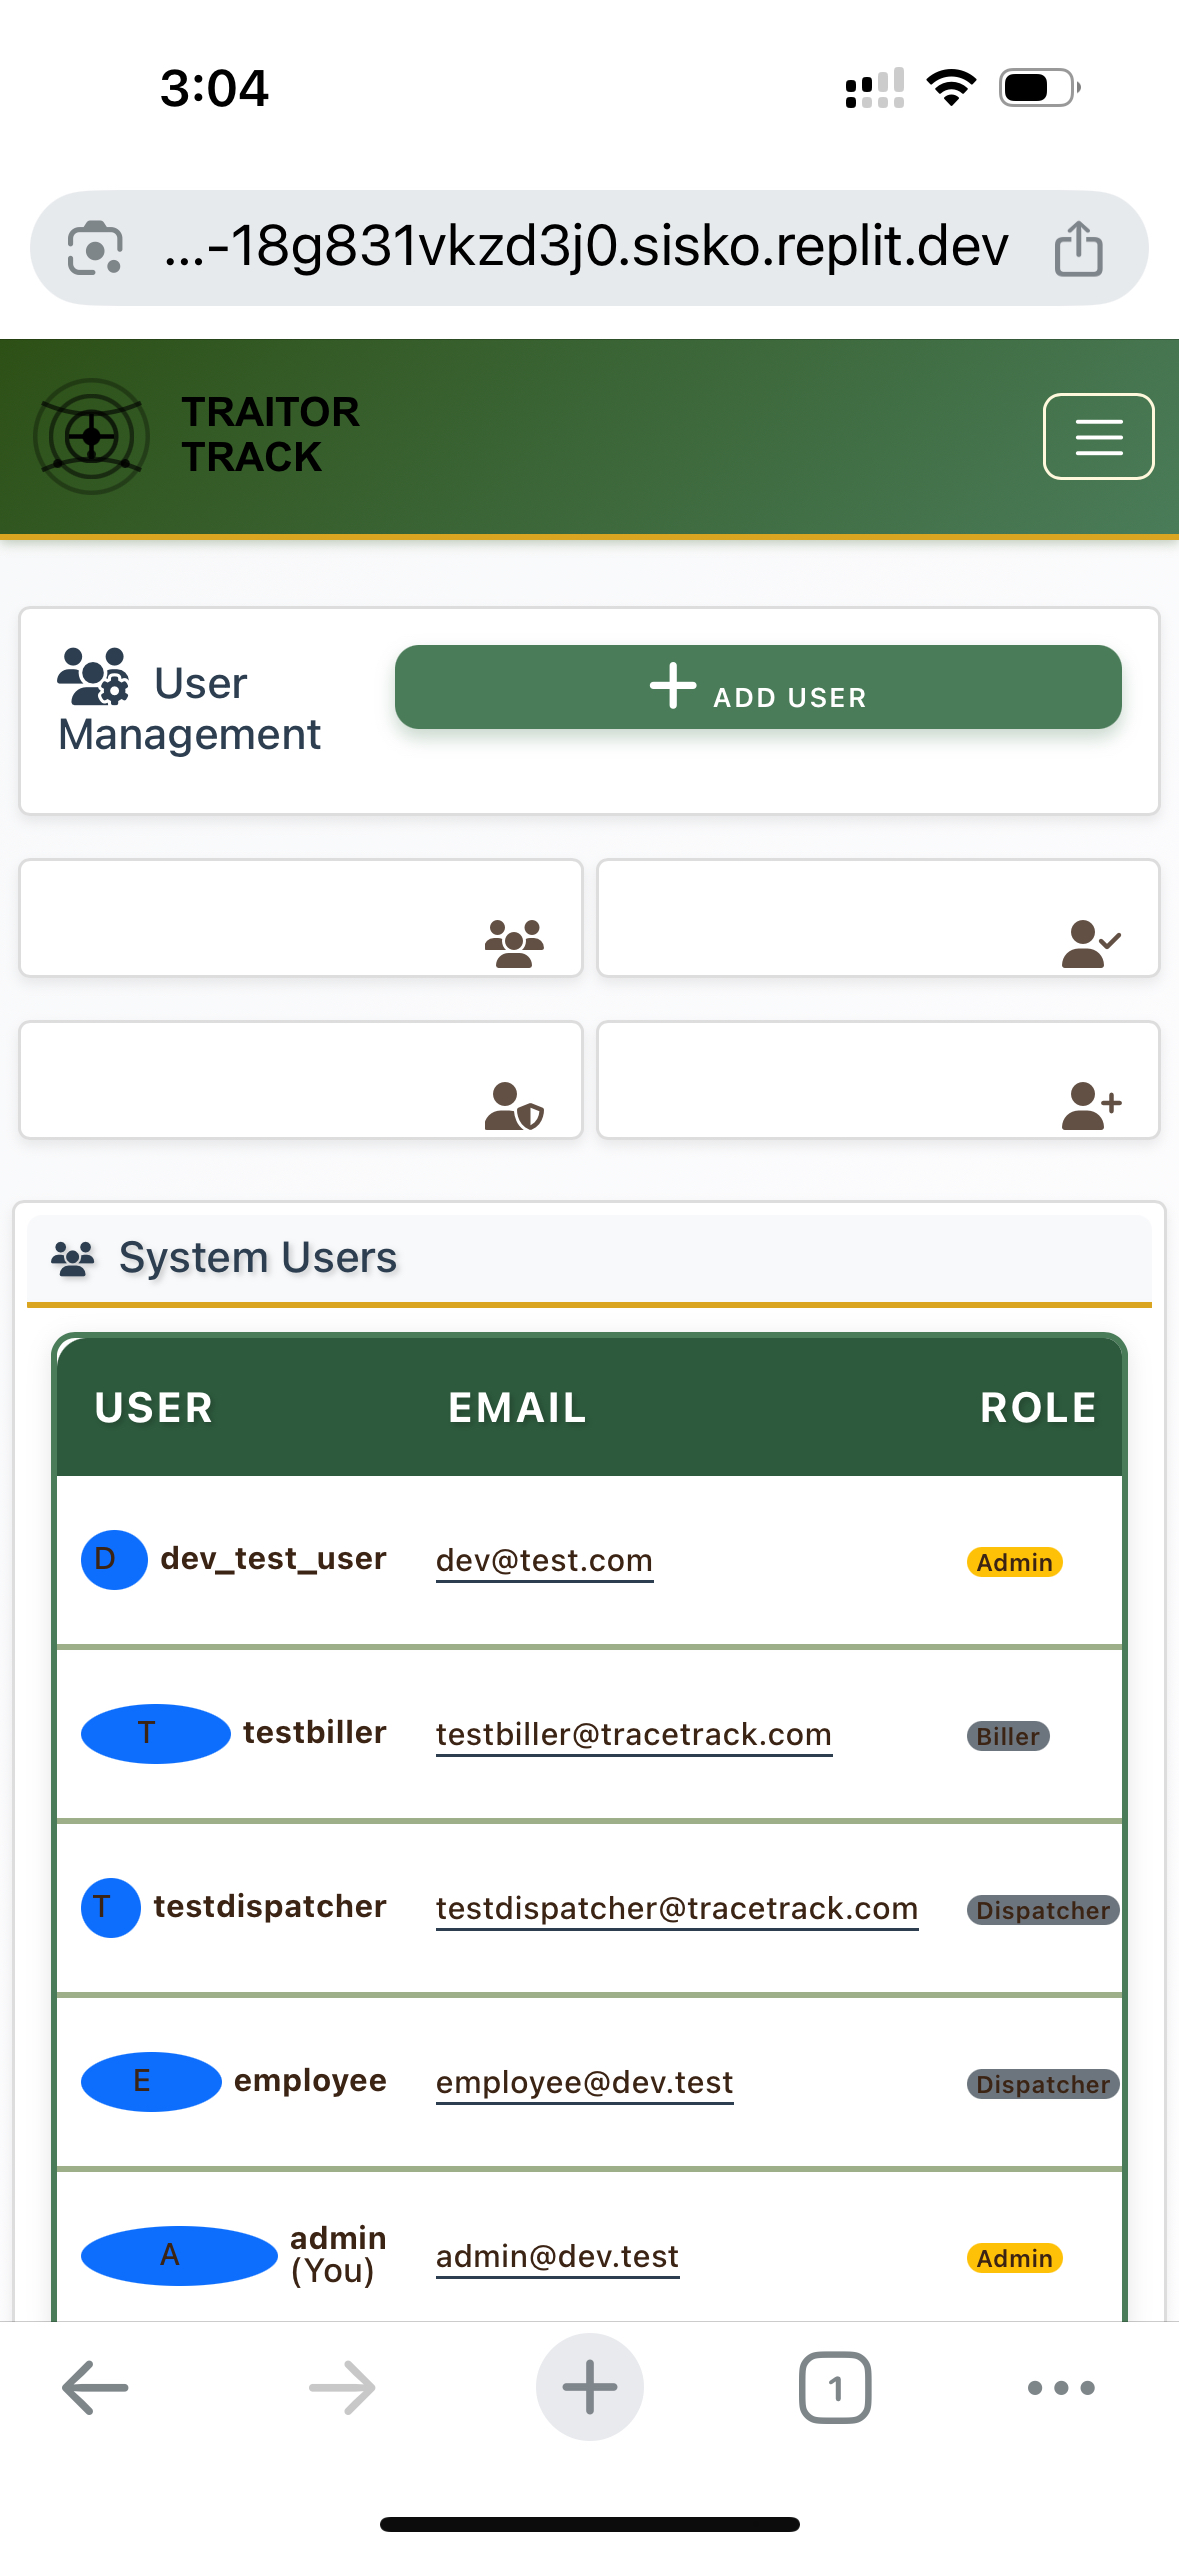 3:04
...-18g831vkzd3j0.sisko.replit.dev
TRAITOR
TRACK
User
Management
ADD USER
System Users
USER EMAIL ROLE
D dev_test_user dev@test.com Admin
T testbiller testbiller@tracetrack.com Biller
T testdispatcher testdispatcher@tracetrack.com Dispatcher
E employee employee@dev.test Dispatcher
A admin (You) admin@dev.test Admin
1